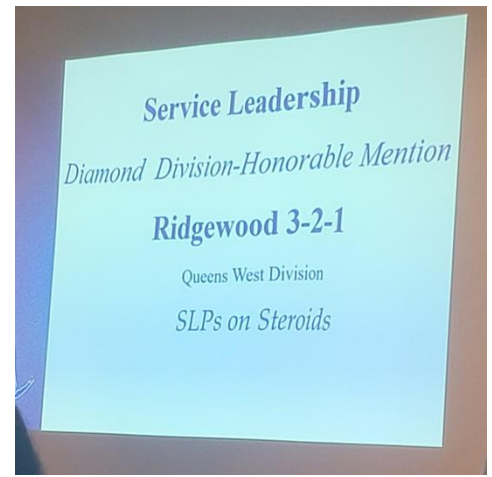 Service Leadership
Diamond Division-Honorable Mention
Ridgewood 3-2-1
Queens West Division
SLPs on Steroids